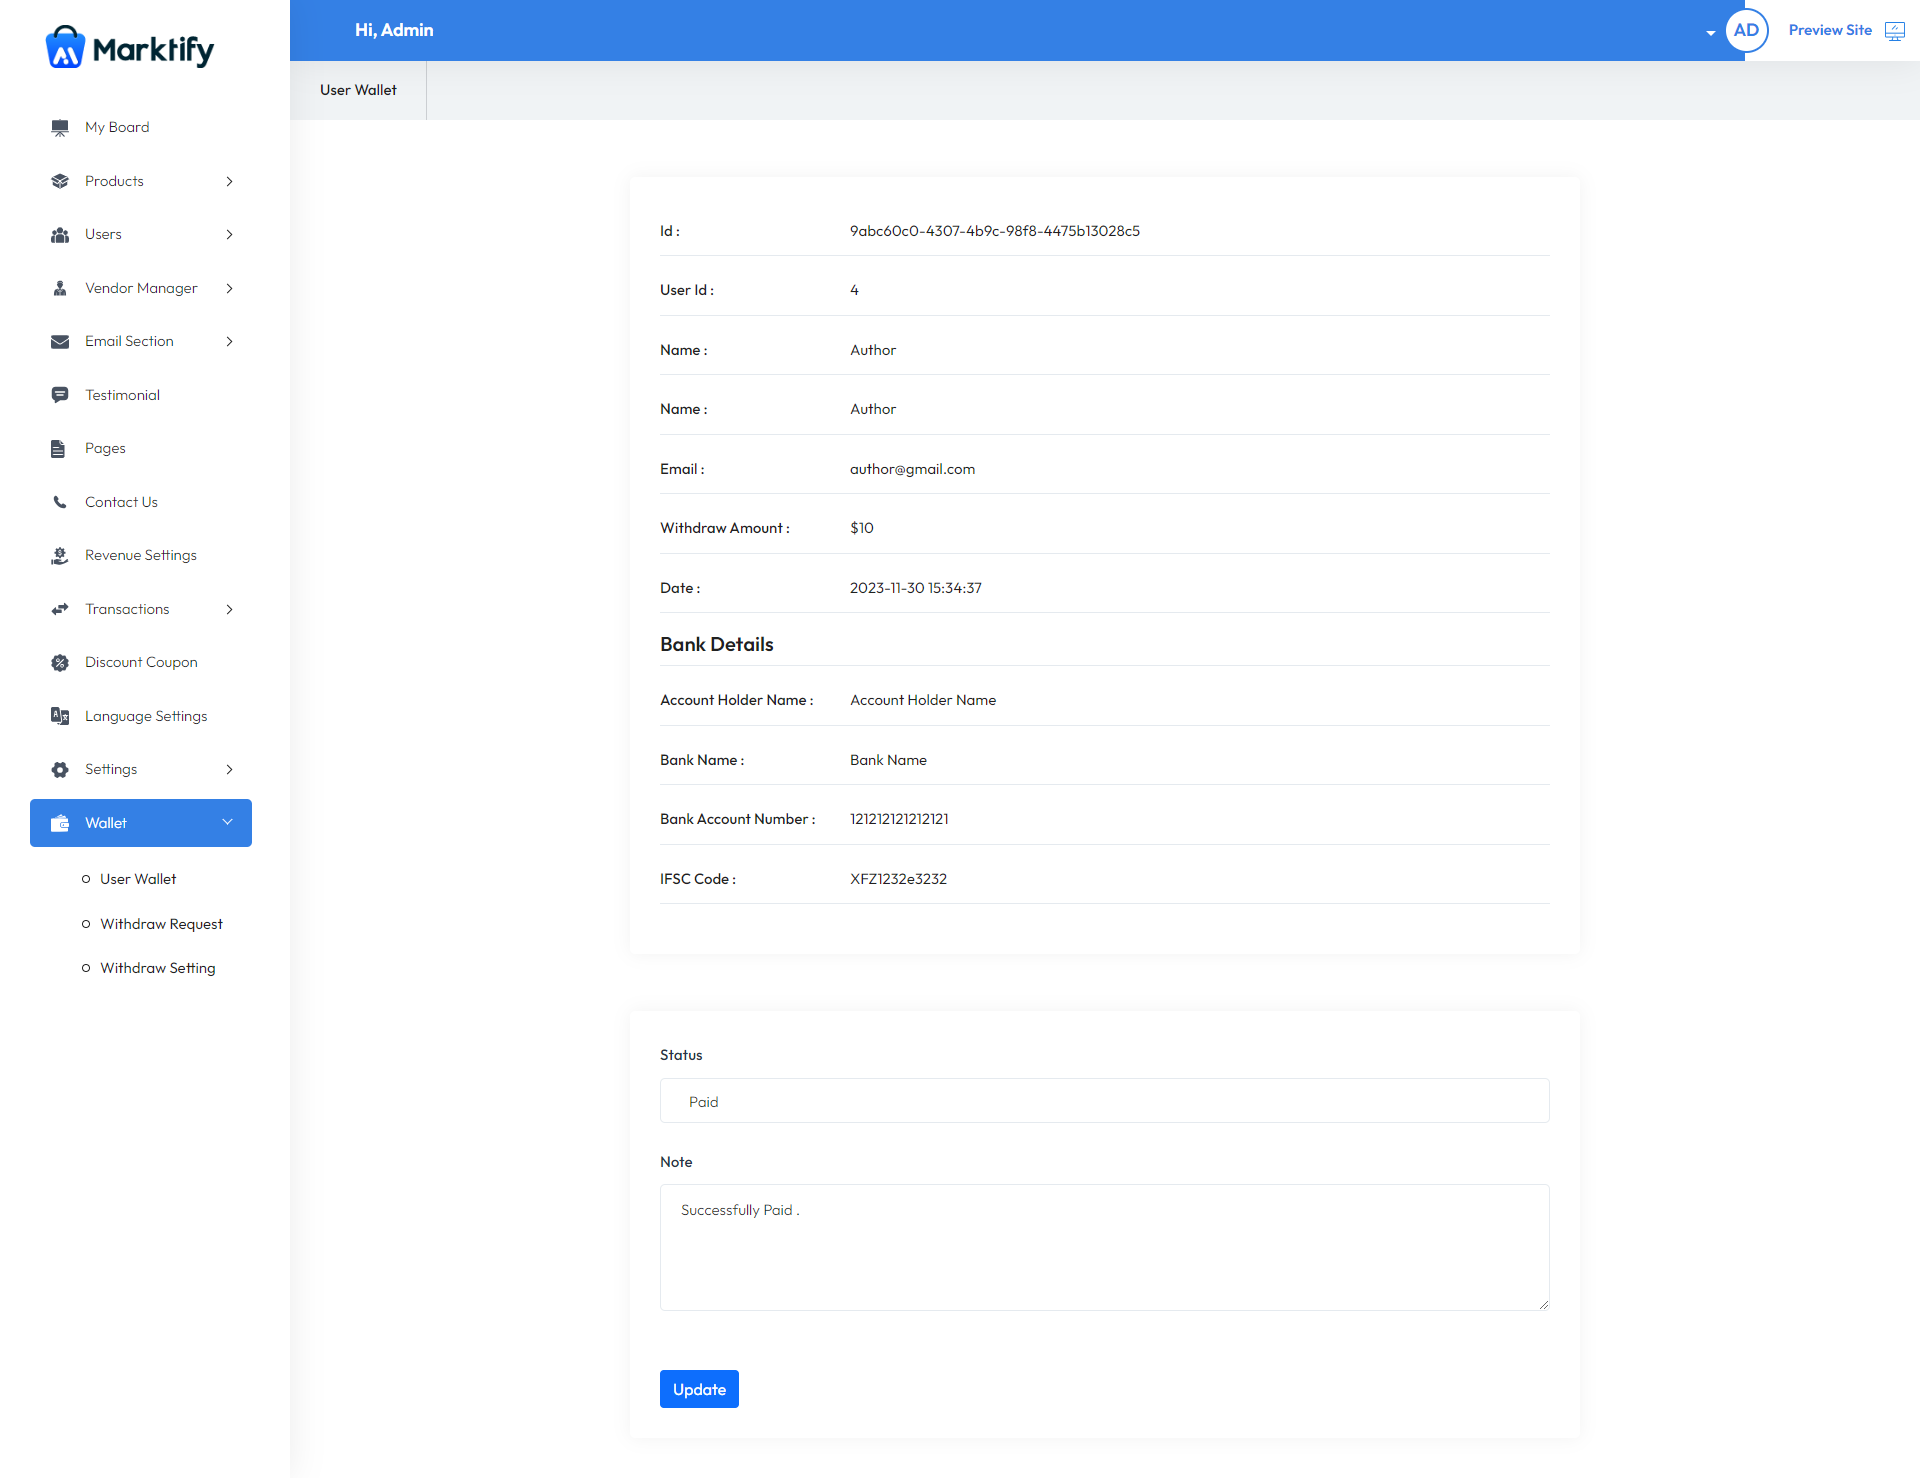 Marktify
Hi, Admin
AD
Preview Site
User Wallet
My Board
Products
Users
Vendor Manager
Email Section
Testimonial
Pages
Contact Us
Revenue Settings
Transactions
Discount Coupon
Language Settings
Settings
Wallet
User Wallet
Withdraw Request
Withdraw Setting
Id : 9abc60c0-4307-4b9c-98f8-4475b13028c5
User Id : 4
Name : Author
Name : Author
Email : author@gmail.com
Withdraw Amount : $10
Date : 2023-11-30 15:34:37
Bank Details
Account Holder Name : Account Holder Name
Bank Name : Bank Name
Bank Account Number : 121212121212121
IFSC Code : XFZ1232e3232
Status
Paid
Note
Successfully Paid .
Update